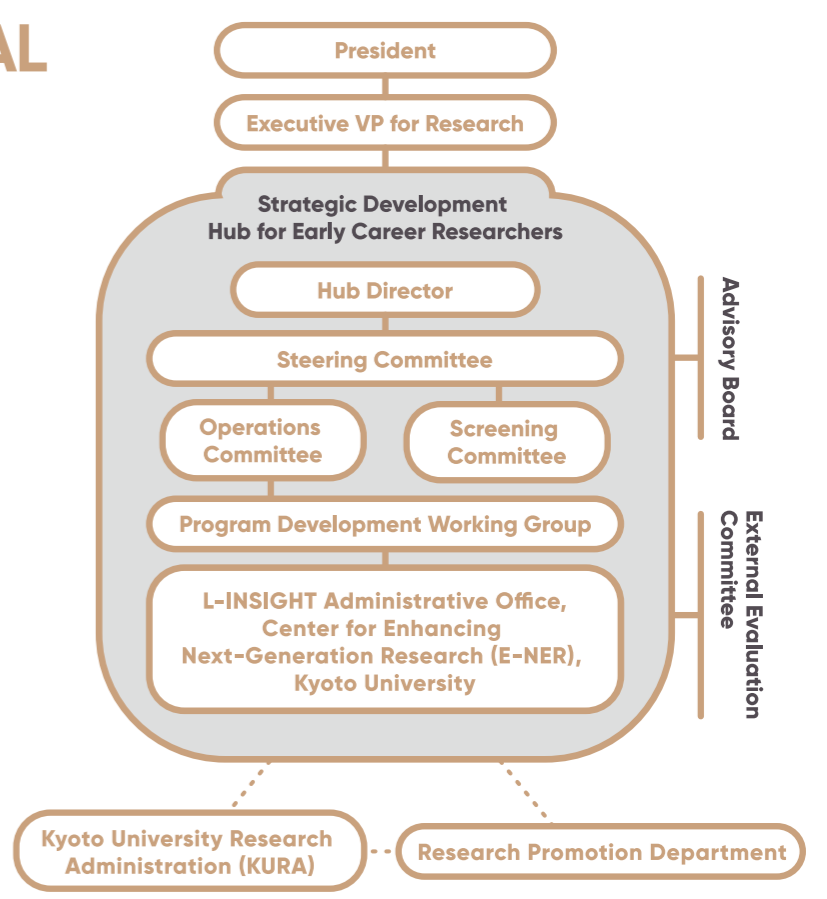 AL
President
Executive VP for Research
Strategic Development
Hub for Early Career Researchers
Hub Director
Steering Committee
Operations
Committee
Screening
Committee
Program Development Working Group
L-INSIGHT Administrative Office,
Center for Enhancing
Next-Generation Research (E-NER),
Kyoto University
Advisory Board
External Evaluation
Committee
Kyoto University Research
Administration (KURA)
Research Promotion Department